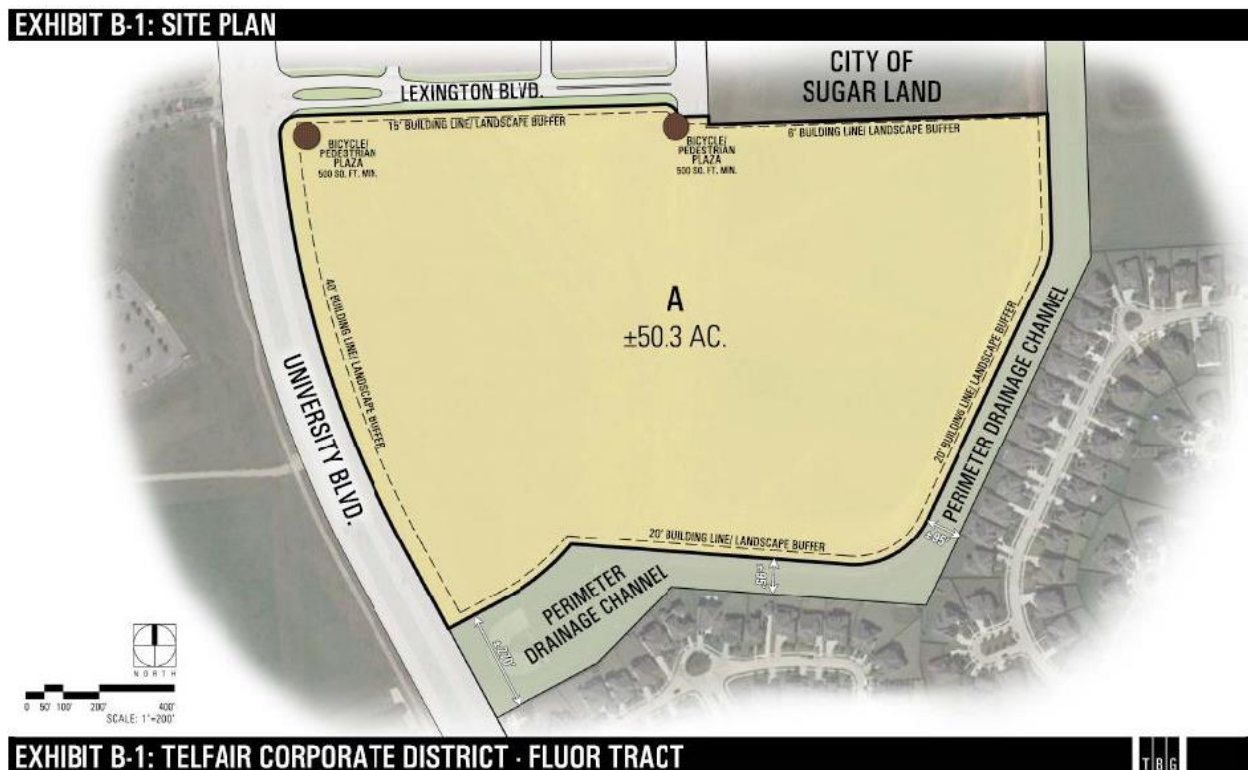 EXHIBIT B-1: SITE PLAN
CITY OF
SUGAR LAND
LEXINGTON BLVD.
15' BUILDING LINE/ LANDSCAPE BUFFER
6' BUILDING LINE/ LANDSCAPE BUFFER
BICYCLE/
PEDESTRIAN
PLAZA
500 SQ. FT. MIN.
BICYCLE/
PEDESTRIAN
PLAZA
500 SQ. FT. MIN.
40' BUILDING LINE/ LANDSCAPE BUFFER
A
±50.3 AC.
20' BUILDING LINE/ LANDSCAPE BUFFER
PERIMETER DRAINAGE CHANNEL
UNIVERSITY BLVD.
20' BUILDING LINE/ LANDSCAPE BUFFER
±95'
PERIMETER
DRAINAGE CHANNEL
NORTH
0 50' 100' 200' 400'
SCALE: 1"=200'
EXHIBIT B-1: TELFAIR CORPORATE DISTRICT · FLUOR TRACT
TBG